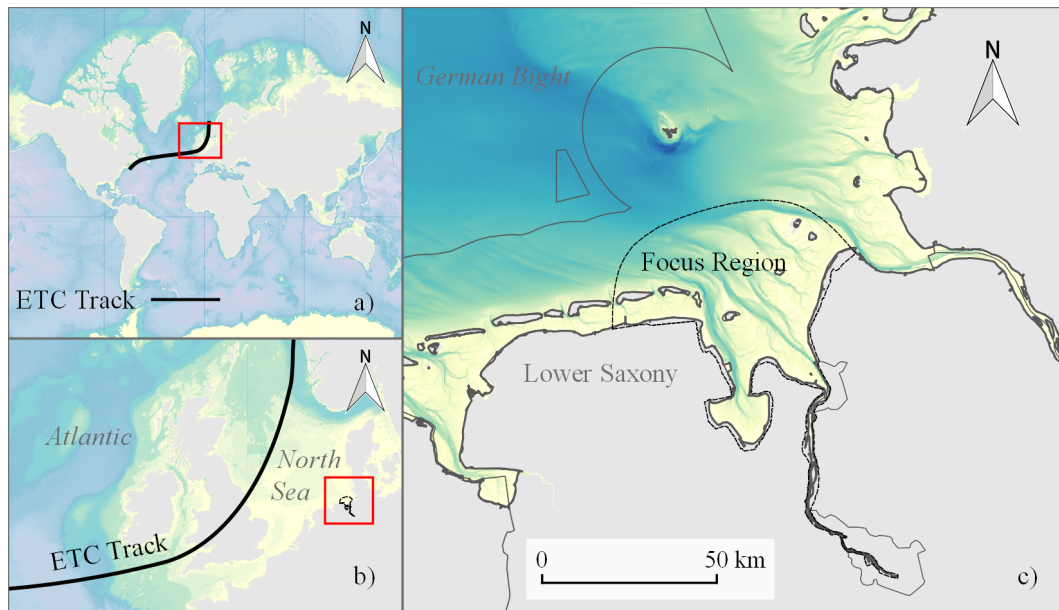 N
ETC Track
a)
N
Atlantic
North
Sea
ETC Track
b)
German Bight
N
Focus Region
Lower Saxony
0
50 km
c)